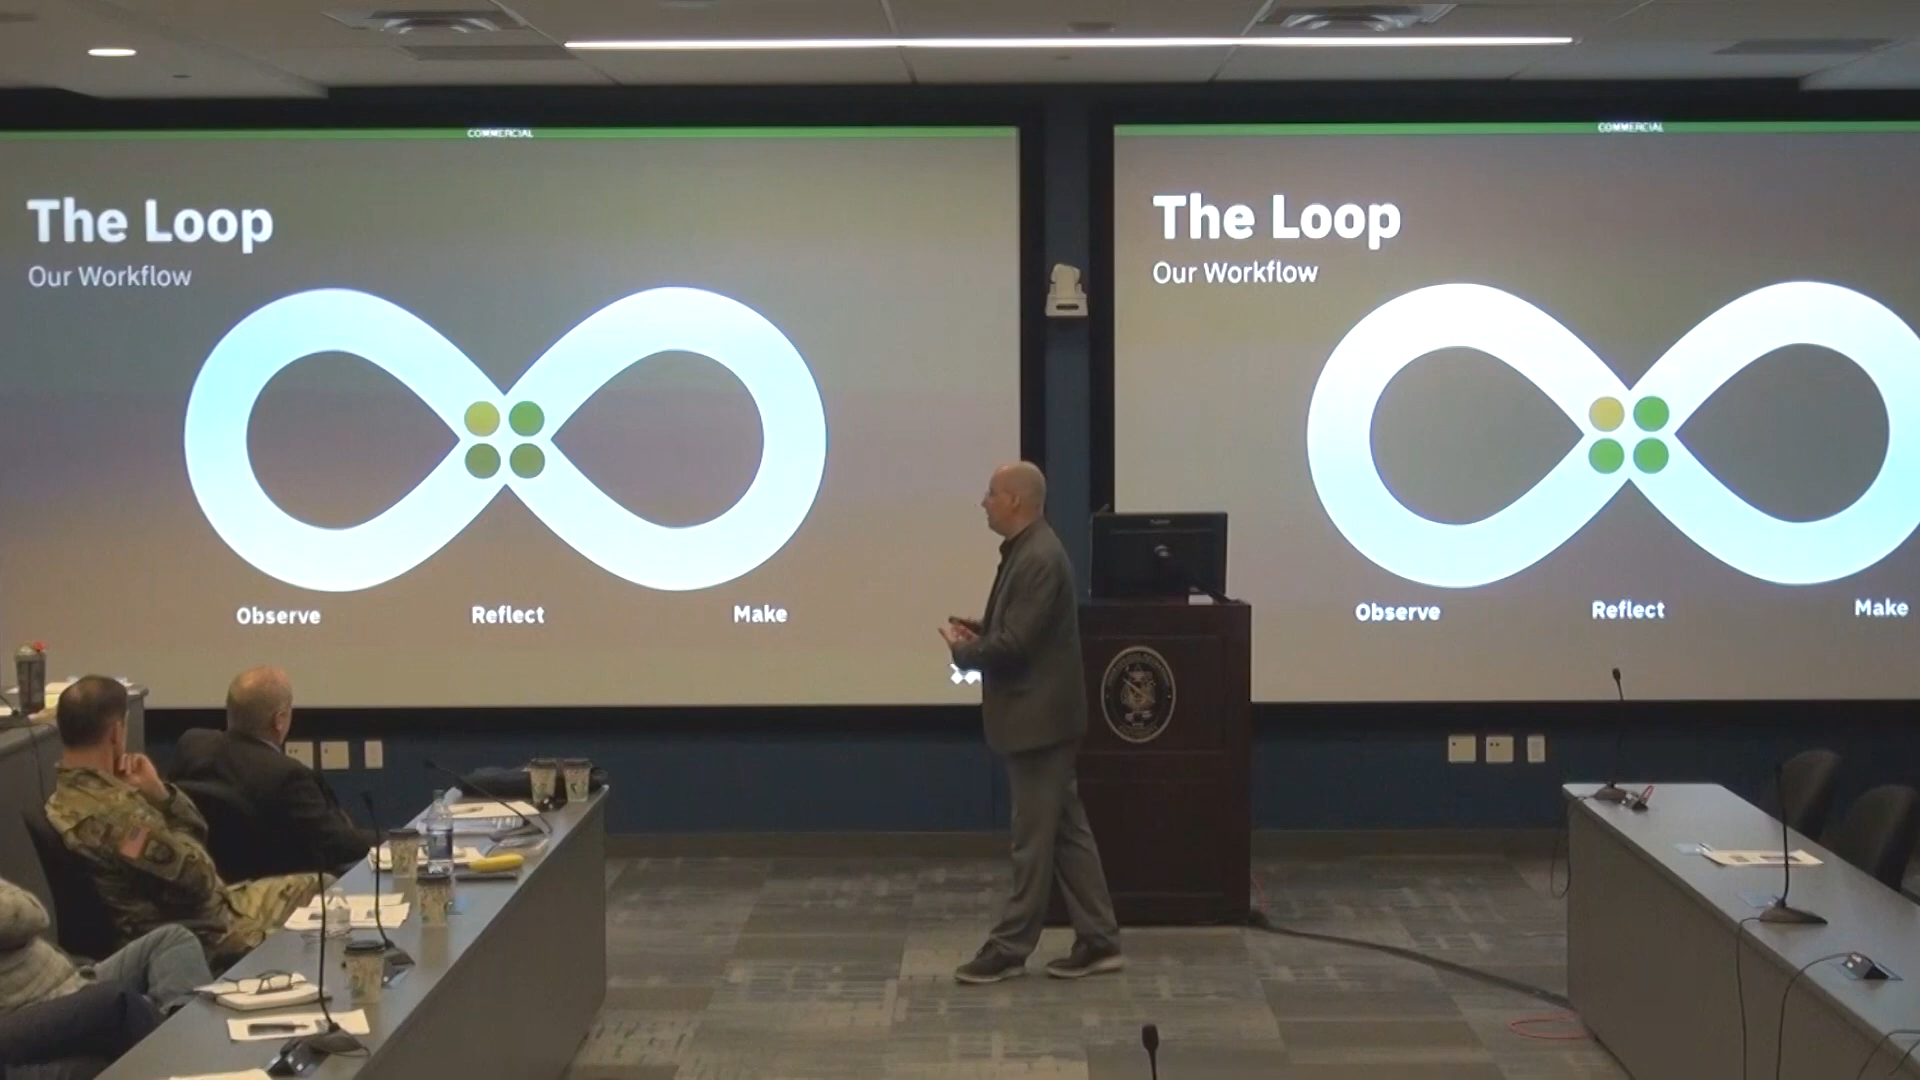 COMMERCIAL
The Loop
Our Workflow
Observe Reflect Make
COMMERCIAL
The Loop
Our Workflow
Observe Reflect Make